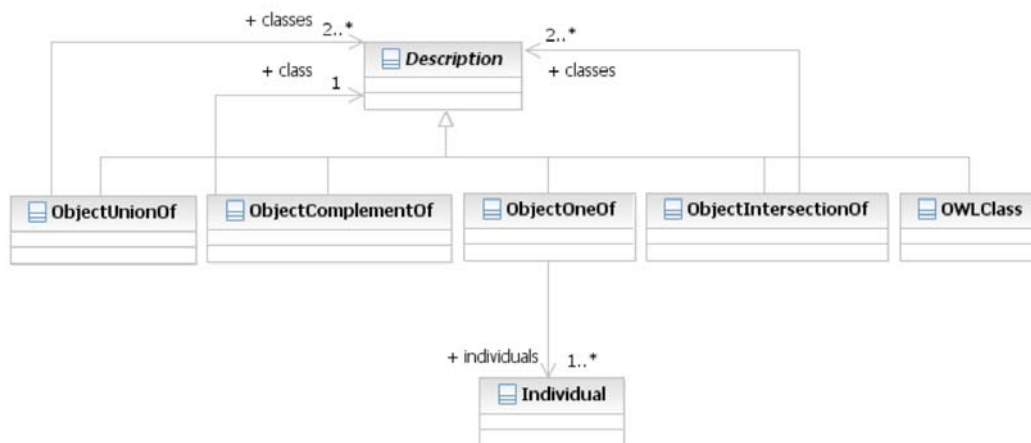 + classes
2..*
2..*
Description
+ class
+ classes
1
ObjectUnionOf
ObjectComplementOf
ObjectOneOf
ObjectIntersectionOf
OWLClass
+ individuals
1..*
Individual